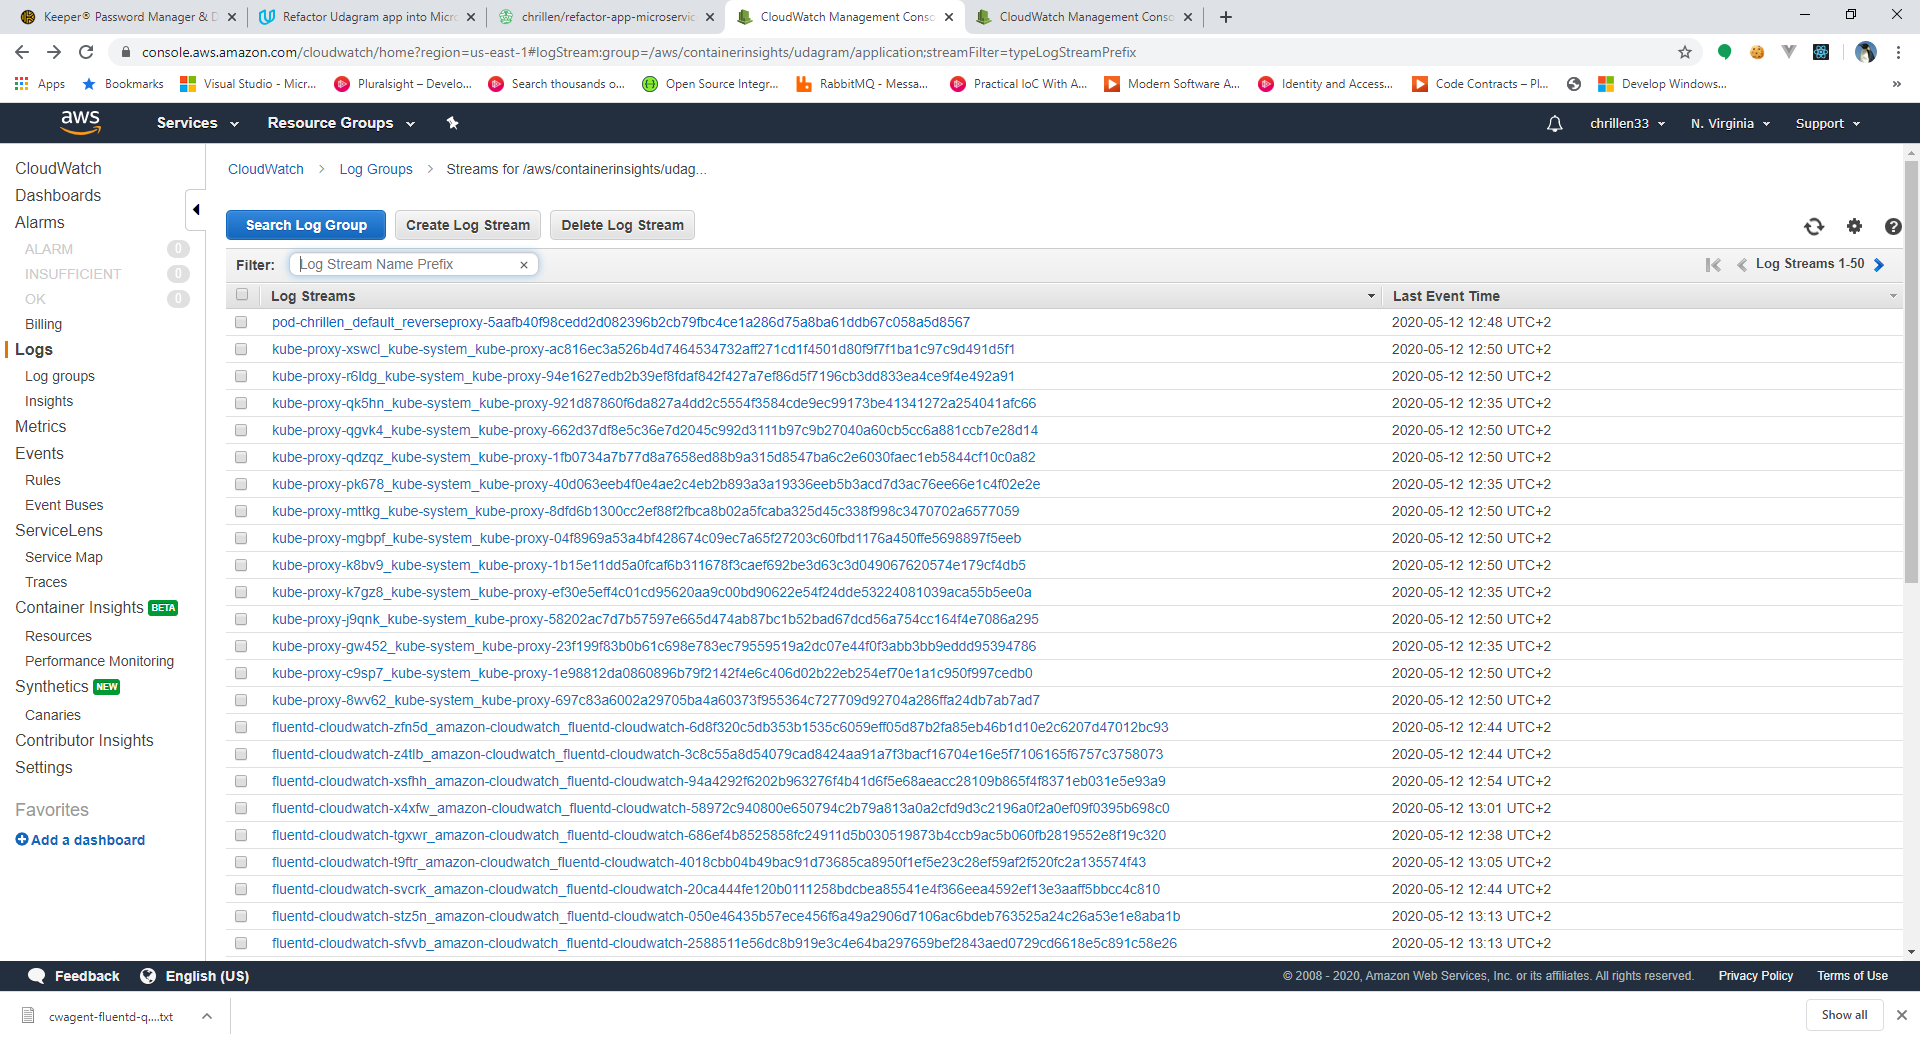 Keeper® Password Manager & D
Refactor Udagram app into Micro
chrillen/refactor-app-microservic
CloudWatch Management Conso
CloudWatch Management Conso
console.aws.amazon.com/cloudwatch/home?region=us-east-1#logStream:group=/aws/containerinsights/udagram/application;streamFilter=typeLogStreamPrefix
Apps
Bookmarks
Visual Studio - Micr...
Pluralsight – Develo...
Search thousands o...
Open Source Integr...
RabbitMQ - Messa...
Practical IoC With A...
Modern Software A...
Identity and Access...
Code Contracts – Pl...
Develop Windows...
»
aws
Services
Resource Groups
chrillen33
N. Virginia
Support
CloudWatch
Dashboards
Alarms
ALARM 0
INSUFFICIENT 0
OK 0
Billing
Logs
Log groups
Insights
Metrics
Events
Rules
Event Buses
ServiceLens
Service Map
Traces
Container Insights BETA
Resources
Performance Monitoring
Synthetics NEW
Canaries
Contributor Insights
Settings
Favorites
Add a dashboard
CloudWatch
Log Groups
Streams for /aws/containerinsights/udag...
Search Log Group
Create Log Stream
Delete Log Stream
Filter:
Log Stream Name Prefix
Log Streams 1-50
Log Streams
Last Event Time
pod-chrillen_default_reverseproxy-5aafb40f98cedd2d082396b2cb79fbc4ce1a286d75a8ba61ddb67c058a5d8567 2020-05-12 12:48 UTC+2
kube-proxy-xswcl_kube-system_kube-proxy-ac816ec3a526b4d7464534732aff271cd1f4501d80f9f7f1ba1c97c9d491d5f1 2020-05-12 12:50 UTC+2
kube-proxy-r6ldg_kube-system_kube-proxy-94e1627edb2b39ef8fdaf842f427a7ef86d5f7196cb3dd833ea4ce9f4e492a91 2020-05-12 12:50 UTC+2
kube-proxy-qk5hn_kube-system_kube-proxy-921d87860f6da827a4dd2c5554f3584cde9ec99173be41341272a254041afc66 2020-05-12 12:35 UTC+2
kube-proxy-qgvk4_kube-system_kube-proxy-662d37df8e5c36e7d2045c992d3111b97c9b27040a60cb5cc6a881ccb7e28d14 2020-05-12 12:50 UTC+2
kube-proxy-qdzqz_kube-system_kube-proxy-1fb0734a7b77d8a7658ed88b9a315d8547ba6c2e6030faec1eb5844cf10c0a82 2020-05-12 12:50 UTC+2
kube-proxy-pk678_kube-system_kube-proxy-40d063eeb4f0e4ae2c4eb2b893a3a19336eeb5b3acd7d3ac76ee66e1c4f02e2e 2020-05-12 12:35 UTC+2
kube-proxy-mttkg_kube-system_kube-proxy-8dfd6b1300cc2ef88f2fbca8b02a5fcaba325d45c338f998c3470702a6577059 2020-05-12 12:50 UTC+2
kube-proxy-mgbpf_kube-system_kube-proxy-04f8969a53a4bf428674c09ec7a65f27203c60fbd1176a450ffe5698897f5eeb 2020-05-12 12:50 UTC+2
kube-proxy-k8bv9_kube-system_kube-proxy-1b15e11dd5a0fcaf6b311678f3caef692be3d63c3d049067620574e179cf4db5 2020-05-12 12:50 UTC+2
kube-proxy-k7gz8_kube-system_kube-proxy-ef30e5eff4c01cd95620aa9c00bd90622e54f24dde53224081039aca55b5ee0a 2020-05-12 12:35 UTC+2
kube-proxy-j9qnk_kube-system_kube-proxy-58202ac7d7b57597e665d474ab87bc1b52bad67dcd56a754cc164f4e7086a295 2020-05-12 12:50 UTC+2
kube-proxy-gw452_kube-system_kube-proxy-23f199f83b0b61c698e783ec79559519a2dc07e44f0f3abb3bb9eddd95394786 2020-05-12 12:35 UTC+2
kube-proxy-c9sp7_kube-system_kube-proxy-1e98812da0860896b79f2142f4e6c406d02b22eb254ef70e1a1c950f997cedb0 2020-05-12 12:50 UTC+2
kube-proxy-8wv62_kube-system_kube-proxy-697c83a6002a29705ba4a60373f955364c727709d92704a286ffa24db7ab7ad7 2020-05-12 12:50 UTC+2
fluentd-cloudwatch-zfn5d_amazon-cloudwatch_fluentd-cloudwatch-6d8f320c5db353b1535c6059eff05d87b2fa85eb46b1d10e2c6207d47012bc93 2020-05-12 12:44 UTC+2
fluentd-cloudwatch-z4tlb_amazon-cloudwatch_fluentd-cloudwatch-3c8c55a8d54079cad8424aa91a7f3bacf16704e16e5f7106165f6757c3758073 2020-05-12 12:44 UTC+2
fluentd-cloudwatch-xsfhh_amazon-cloudwatch_fluentd-cloudwatch-94a4292f6202b963276f4b41d6f5e68aeacc28109b865f4f8371eb031e5e93a9 2020-05-12 12:54 UTC+2
fluentd-cloudwatch-x4xfw_amazon-cloudwatch_fluentd-cloudwatch-58972c940800e650794c2b79a813a0a2cfd9d3c2196a0f2a0ef09f0395b698c0 2020-05-12 13:01 UTC+2
fluentd-cloudwatch-tgxwr_amazon-cloudwatch_fluentd-cloudwatch-686ef4b8525858fc24911d5b030519873b4ccb9ac5b060fb2819552e8f19c320 2020-05-12 12:38 UTC+2
fluentd-cloudwatch-t9ftr_amazon-cloudwatch_fluentd-cloudwatch-4018cbb04b49bac91d73685ca8950f1ef5e23c28ef59af2f520fc2a135574f43 2020-05-12 13:05 UTC+2
fluentd-cloudwatch-svcrk_amazon-cloudwatch_fluentd-cloudwatch-20ca444fe120b0111258bdcbea85541e4f366eea4592ef13e3aaff5bbcc4c810 2020-05-12 12:44 UTC+2
fluentd-cloudwatch-stz5n_amazon-cloudwatch_fluentd-cloudwatch-050e46435b57ece456f6a49a2906d7106ac6bdeb763525a24c26a53e1e8aba1b 2020-05-12 13:13 UTC+2
fluentd-cloudwatch-sfvvb_amazon-cloudwatch_fluentd-cloudwatch-2588511e56dc8b919e3c4e64ba297659bef2843aed0729cd6618e5c891c58e26 2020-05-12 13:13 UTC+2
Feedback
English (US)
© 2008 - 2020, Amazon Web Services, Inc. or its affiliates. All rights reserved.
Privacy Policy
Terms of Use
cwagent-fluentd-q....txt
Show all